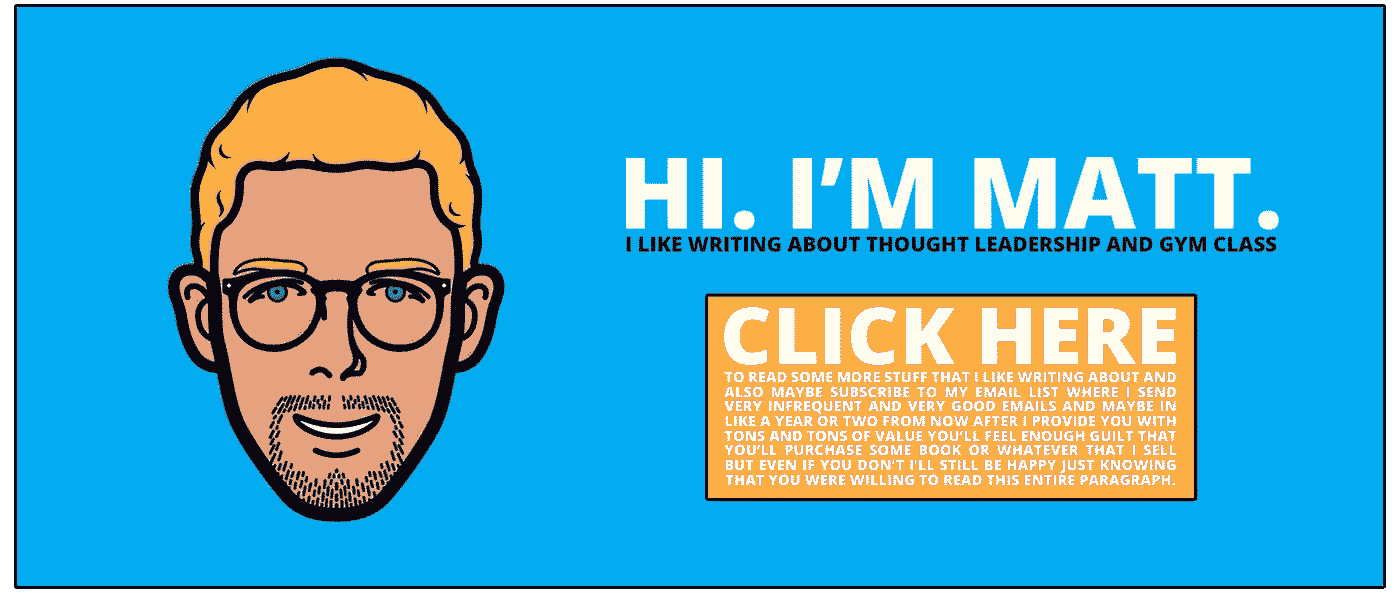 HI. I'M MATT.
I LIKE WRITING ABOUT THOUGHT LEADERSHIP AND GYM CLASS
CLICK HERE
TO READ SOME MORE STUFF THAT I LIKE WRITING ABOUT AND
ALSO MAYBE SUBSCRIBE TO MY EMAIL LIST WHERE I SEND
VERY INFREQUENT AND VERY GOOD EMAILS AND MAYBE IN
LIKE A YEAR OR TWO FROM NOW AFTER I PROVIDE YOU WITH
TONS AND TONS OF VALUE YOU'LL FEEL ENOUGH GUILT THAT
YOU'LL PURCHASE SOME BOOK OR WHATEVER THAT I SELL
BUT EVEN IF YOU DON'T I'LL STILL BE HAPPY JUST KNOWING
THAT YOU WERE WILLING TO READ THIS ENTIRE PARAGRAPH.